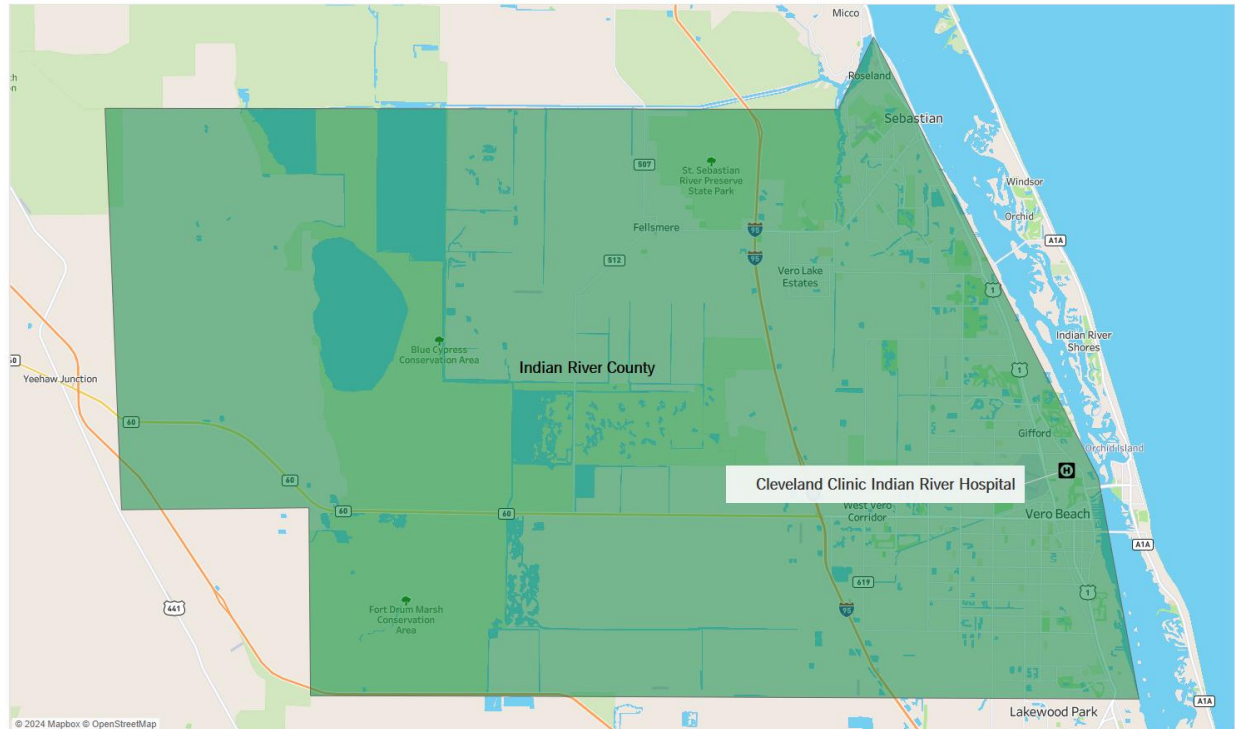 Micco
Roseland
Sebastian
507
St. Sebastian
River Preserve
State Park
Windsor
Orchid
A1A
Fellsmere
95
512
95
Vero Lake
Estates
1
Blue Cypress
Conservation Area
Indian River County
Indian River
Shores
60
Yeehaw Junction
1
60
Gifford
Orchid Island
60
Cleveland Clinic Indian River Hospital
H
60
60
West Vero
Corridor
Vero Beach
A1A
619
1
441
Fort Drum Marsh
Conservation
Area
95
Lakewood Park
A1A
© 2024 Mapbox © OpenStreetMap